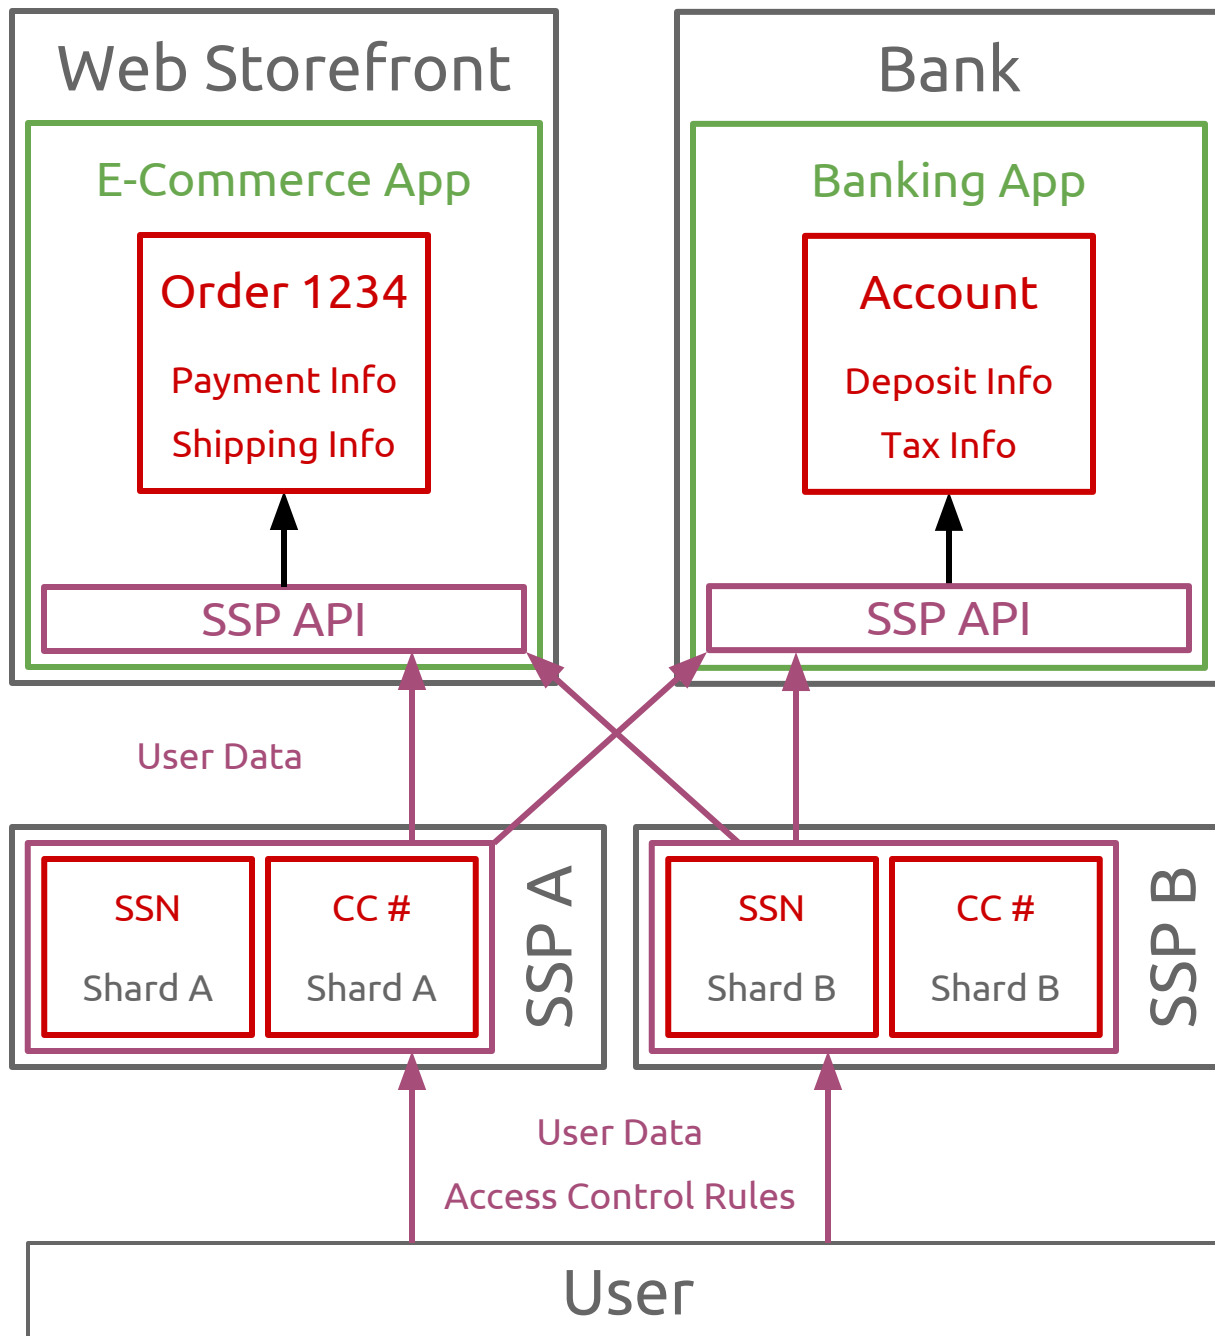 Web Storefront
Bank
E-Commerce App
Banking App
Order 1234
Payment Info
Shipping Info
Account
Deposit Info
Tax Info
SSP API
SSP API
User Data
SSN
Shard A
CC #
Shard A
SSP A
SSN
Shard B
CC #
Shard B
SSP B
User Data
Access Control Rules
User